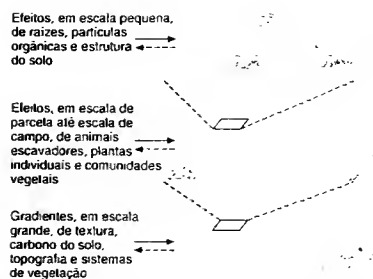 Efeitos, em escala pequena,
de raízes, partículas
orgânicas e estrutura
do solo
Efeitos, em escala de
parcela até escala de
campo, de animais
escavadores, plantas
individuais e comunidades
vegetais
Gradientes, em escala
grande, de textura,
carbono do solo,
topografia e sistemas
de vegetação